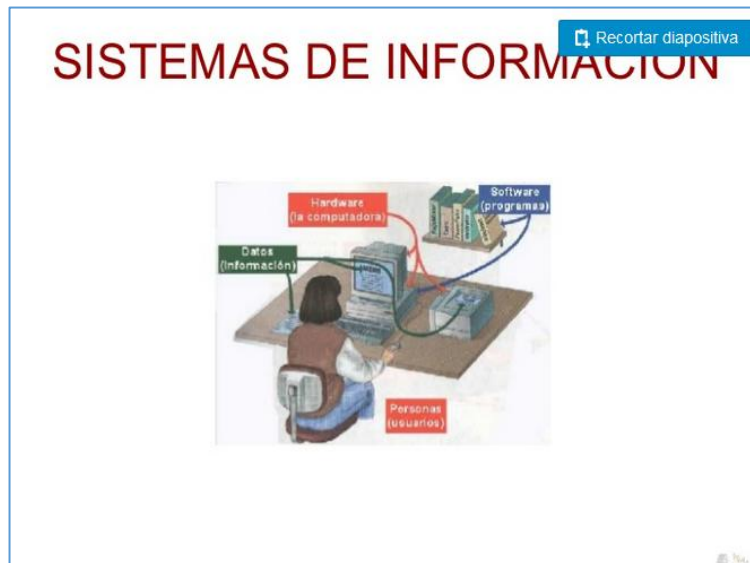 Recortar diapositiva
SISTEMAS DE INFORMACIÓN
Software
(programas)
Hardware
(la computadora)
Datos
(información)
Personas
(usuarios)